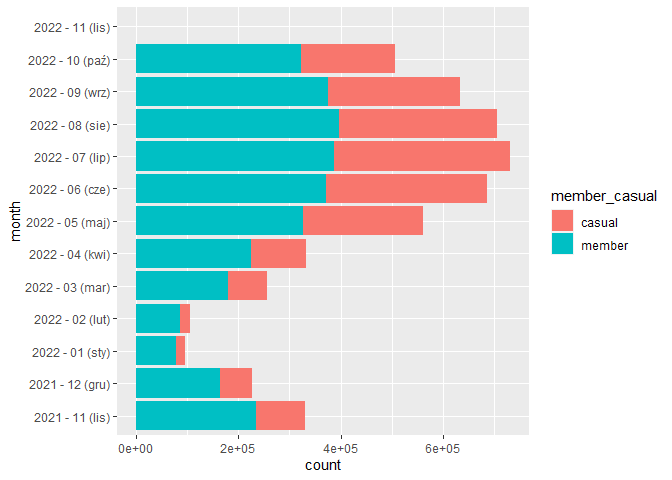 2022 - 11 (lis)
2022 - 10 (paź)
2022 - 09 (wrz)
2022 - 08 (sie)
2022 - 07 (lip)
2022 - 06 (cze)
2022 - 05 (maj)
2022 - 04 (kwi)
2022 - 03 (mar)
2022 - 02 (lut)
2022 - 01 (sty)
2021 - 12 (gru)
2021 - 11 (lis)
month
0e+00 2e+05 4e+05 6e+05
count
member_casual
casual
member